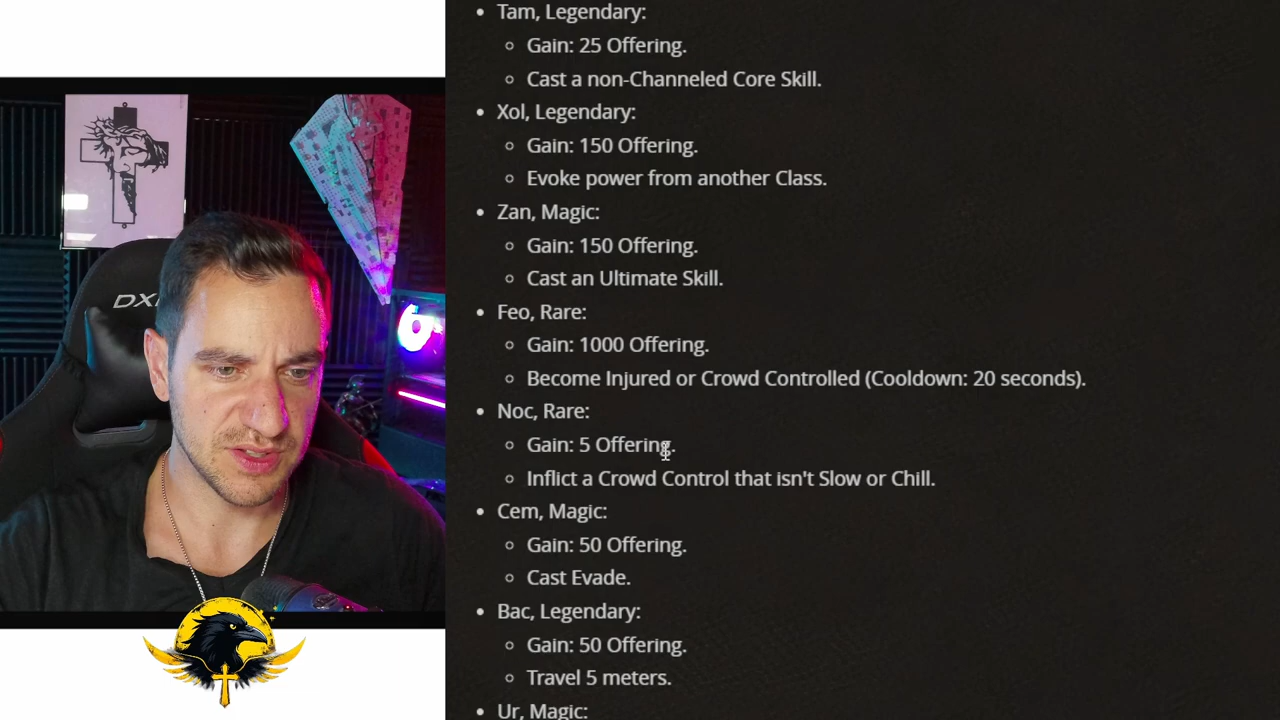 Tam, Legendary:
Gain: 25 Offering.
Cast a non-Channeled Core Skill.
Xol, Legendary:
Gain: 150 Offering.
Evoke power from another Class.
Zan, Magic:
Gain: 150 Offering.
Cast an Ultimate Skill.
Feo, Rare:
Gain: 1000 Offering.
Become Injured or Crowd Controlled (Cooldown: 20 seconds).
Noc, Rare:
Gain: 5 Offering.
Inflict a Crowd Control that isn't Slow or Chill.
Cem, Magic:
Gain: 50 Offering.
Cast Evade.
Bac, Legendary:
Gain: 50 Offering.
Travel 5 meters.
Ur, Magic: